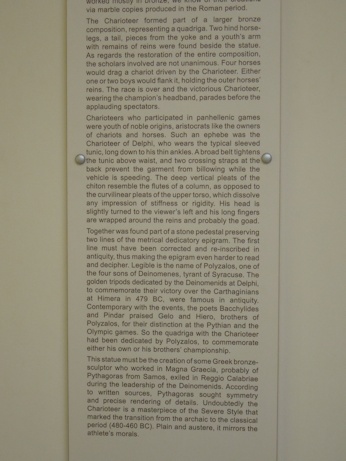 worked mostly in bronze, we know of their creations
via marble copies produced in the Roman period.
The Charioteer formed part of a larger bronze
composition, representing a quadriga. Two hind horse-
legs, a tail, pieces from the yoke and a youth's arm
with remains of reins were found beside the statue.
As regards the restoration of the entire composition,
the scholars involved are not unanimous. Four horses
would drag a chariot driven by the Charioteer. Either
one or two boys would flank it, holding the outer horses'
reins. The race is over and the victorious Charioteer,
wearing the champion's headband, parades before the
applauding spectators.
Charioteers who participated in panhellenic games
were youth of noble origins, aristocrats like the owners
of chariots and horses. Such an ephebe was the
Charioteer of Delphi, who wears the typical sleeved
tunic, long down to his thin ankles. A broad belt tightens
the tunic above waist, and two crossing straps at the
back prevent the garment from billowing while the
vehicle is speeding. The deep vertical pleats of the
chiton resemble the flutes of a column, as opposed to
the curvilinear pleats of the upper torso, which dissolve
any impression of stiffness or rigidity. His head is
slightly turned to the viewer's left and his long fingers
are wrapped around the reins and probably the goad.
Together was found part of a stone pedestal preserving
two lines of the metrical dedicatory epigram. The first
line must have been corrected and re-inscribed in
antiquity, thus making the epigram even harder to read
and decipher. Legible is the name of Polyzalos, one of
the four sons of Deinomenes, tyrant of Syracuse. The
golden tripods dedicated by the Deinomenids at Delphi,
to commemorate their victory over the Carthaginians
at Himera in 479 BC, were famous in antiquity.
Contemporary with the events, the poets Bacchylides
and Pindar praised Gelo and Hiero, brothers of
Polyzalos, for their distinction at the Pythian and the
Olympic games. So the quadriga with the Charioteer
had been dedicated by Polyzalos, to commemorate
either his own or his brothers' championship.
This statue must be the creation of some Greek bronze-
sculptor who worked in Magna Graecia, probably of
Pythagoras from Samos, exiled in Reggio Calabriae
during the leadership of the Deinomenids. According
to written sources, Pythagoras sought symmetry
and precise rendering of details. Undoubtedly the
Charioteer is a masterpiece of the Severe Style that
marked the transition from the archaic to the classical
period (480-460 BC). Plain and austere, it mirrors the
athlete's morals.